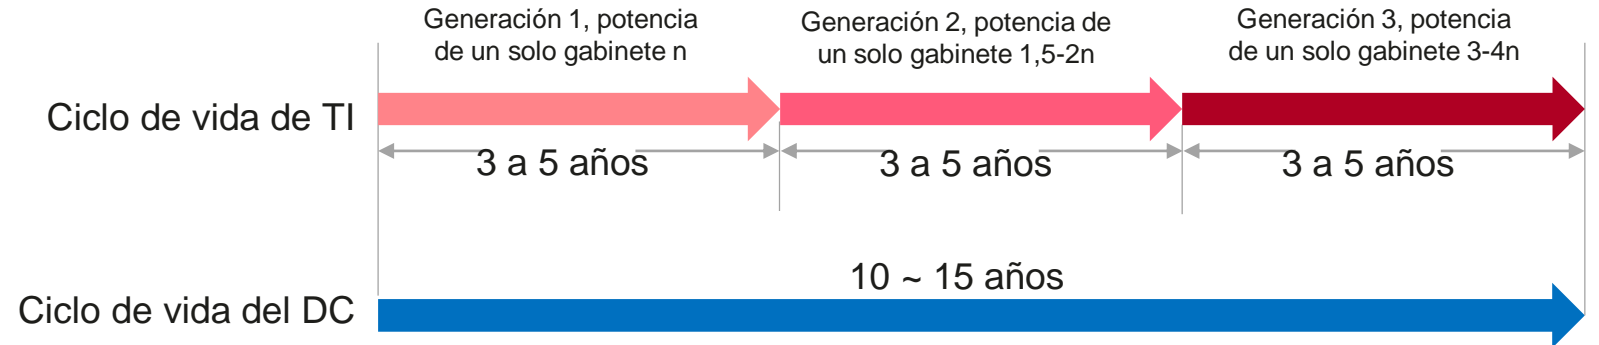 Generación 1, potencia
de un solo gabinete n
Generación 2, potencia de
un solo gabinete 1,5-2n
Generación 3, potencia
de un solo gabinete 3-4n
Ciclo de vida de TI
3 a 5 años
3 a 5 años
3 a 5 años
10 ~ 15 años
Ciclo de vida del DC